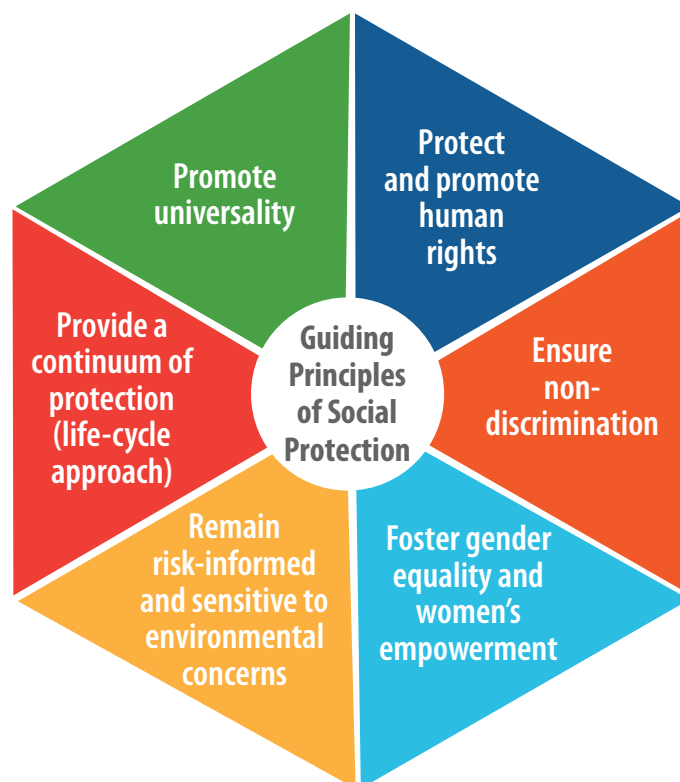 Guiding
Principles
of Social
Protection
Protect
and promote
human
rights
Ensure
non-
discrimination
Foster gender
equality and
women's
empowerment
Remain
risk-informed
and sensitive to
environmental
concerns
Provide a
continuum of
protection
(life-cycle
approach)
Promote
universality